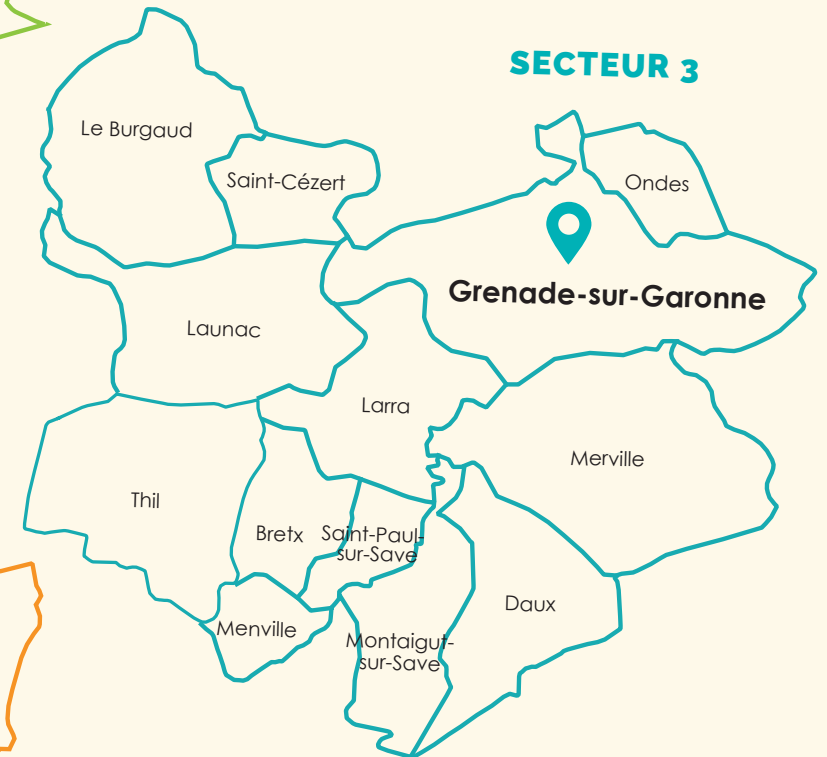 SECTEUR 3
Le Burgaud
Saint-Cézert
Ondes
Grenade-sur-Garonne
Launac
Larra
Merville
Thil
Bretx
Saint-Paul-
sur-Save
Daux
Menville
Montaigut-
sur-Save